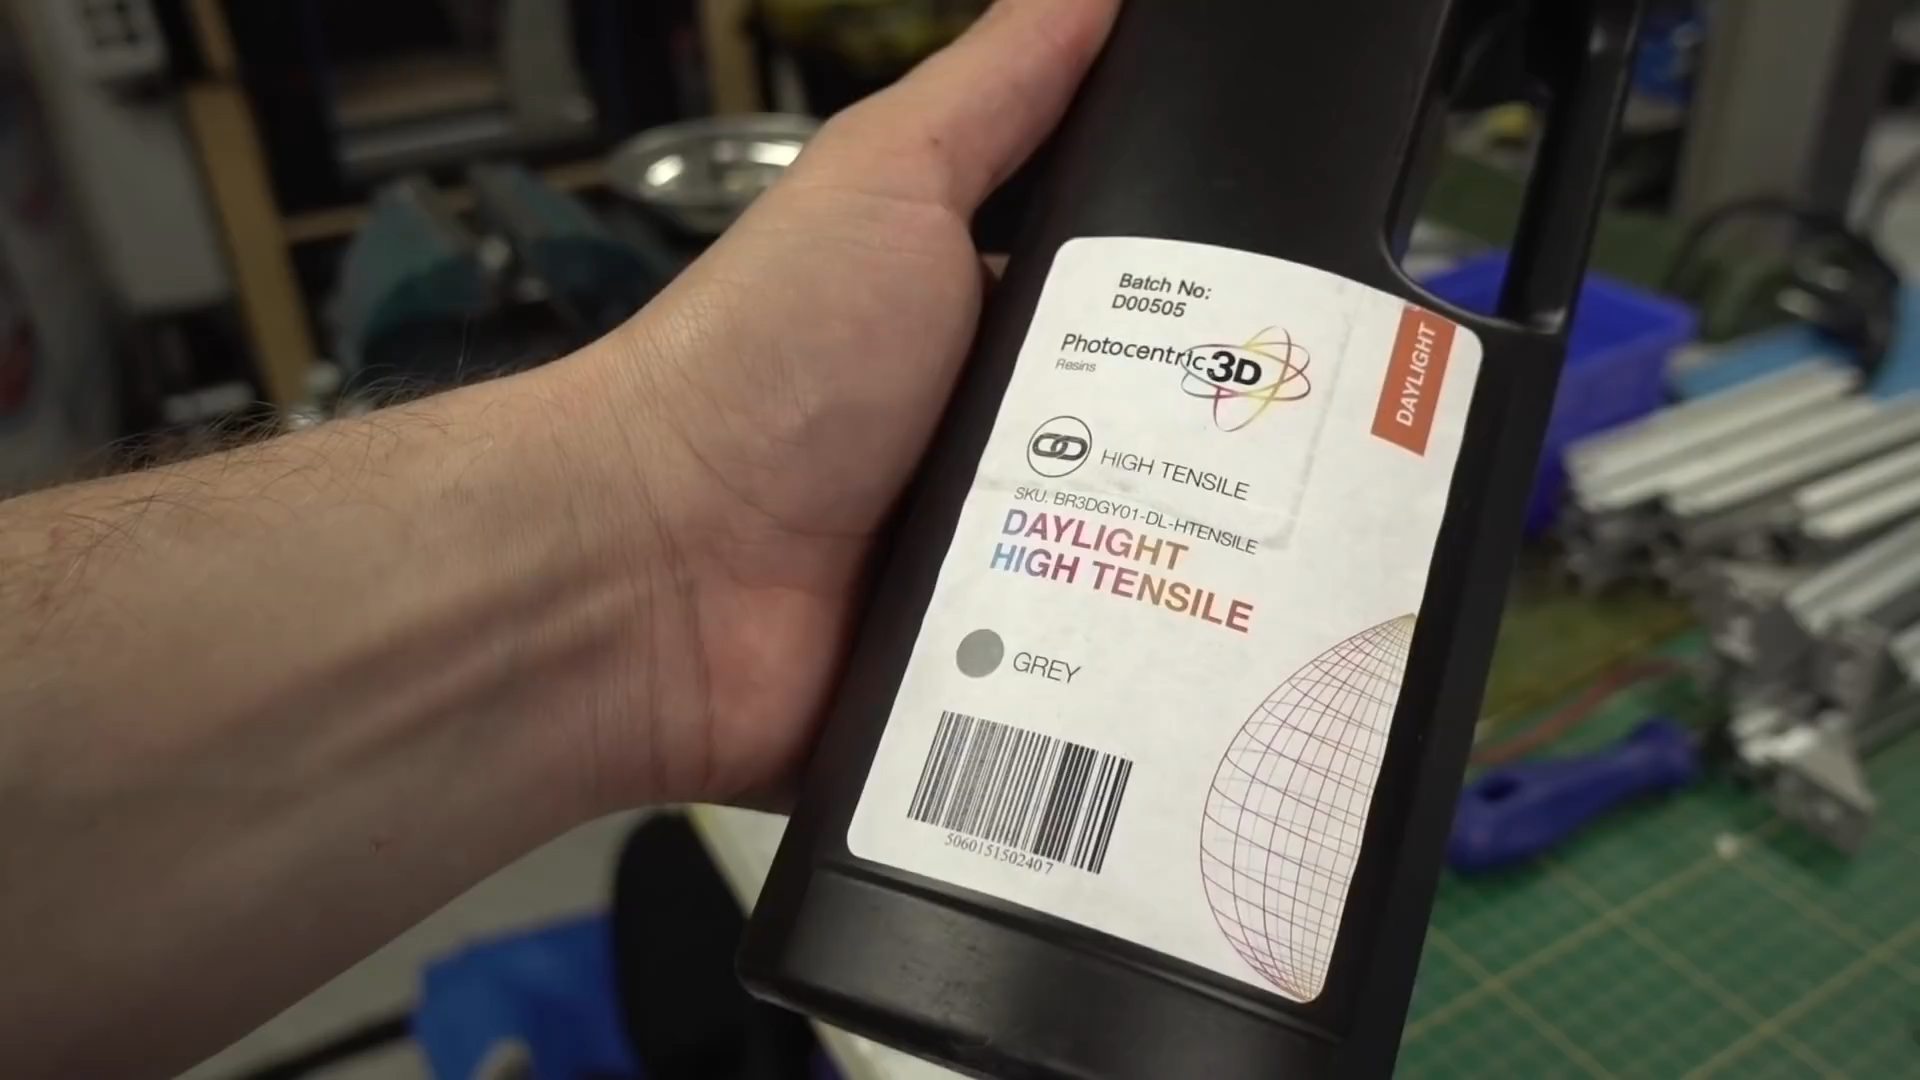 Batch No:
D00505
Photocentric 3D
Resins
DAYLIGHT
HIGH TENSILE
SKU. BR3DGY01-DL-HTENSILE
DAYLIGHT
HIGH TENSILE
GREY
5060151502407